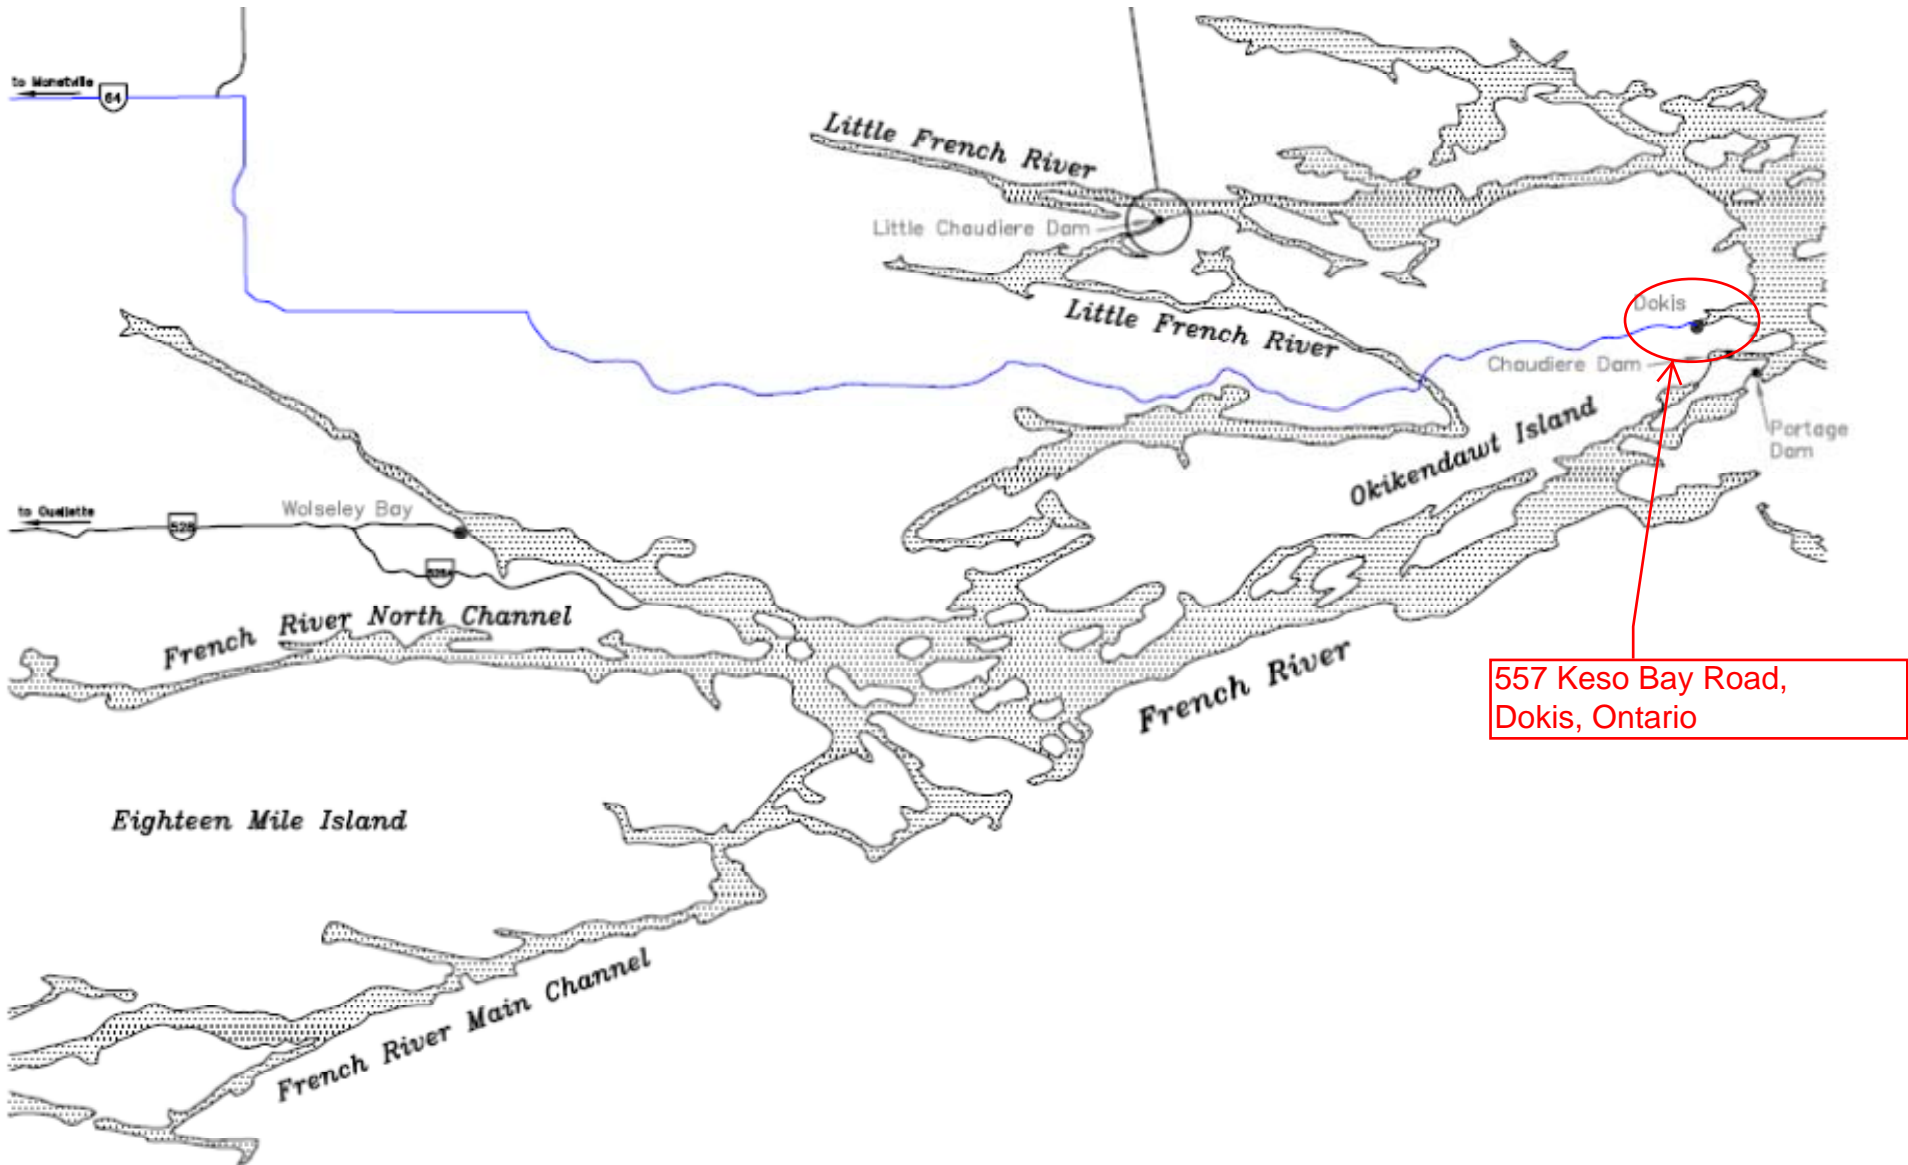 to Monetville
64
Little French River
Little Chaudiere Dam
Little French River
Dokis
Chaudiere Dam
Portage
Dam
Okikendawt Island
to Ouellette
528
Wolseley Bay
528A
French River North Channel
French River
557 Keso Bay Road,
Dokis, Ontario
Eighteen Mile Island
French River Main Channel